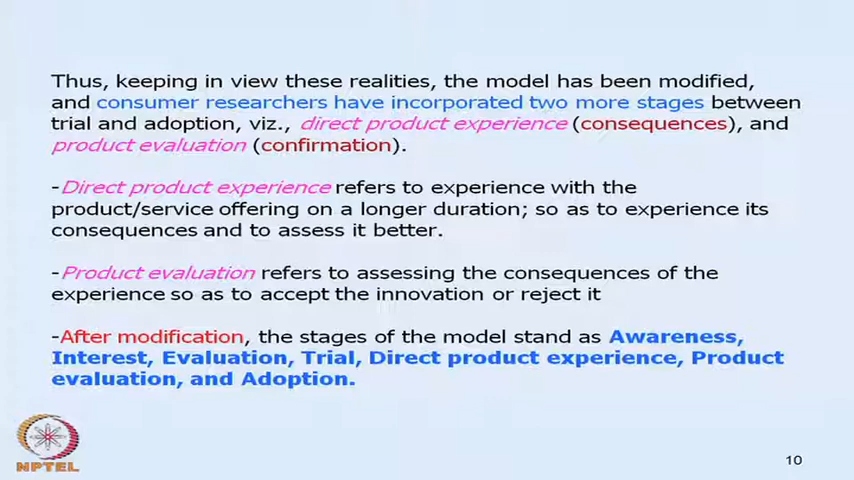 Thus, keeping in view these realities, the model has been modified,
and consumer researchers have incorporated two more stages between
trial and adoption, viz., direct product experience (consequences), and
product evaluation (confirmation).
-Direct product experience refers to experience with the
product/service offering on a longer duration; so as to experience its
consequences and to assess it better.
-Product evaluation refers to assessing the consequences of the
experience so as to accept the innovation or reject it
-After modification, the stages of the model stand as Awareness,
Interest, Evaluation, Trial, Direct product experience, Product
evaluation, and Adoption.
NPTEL
10